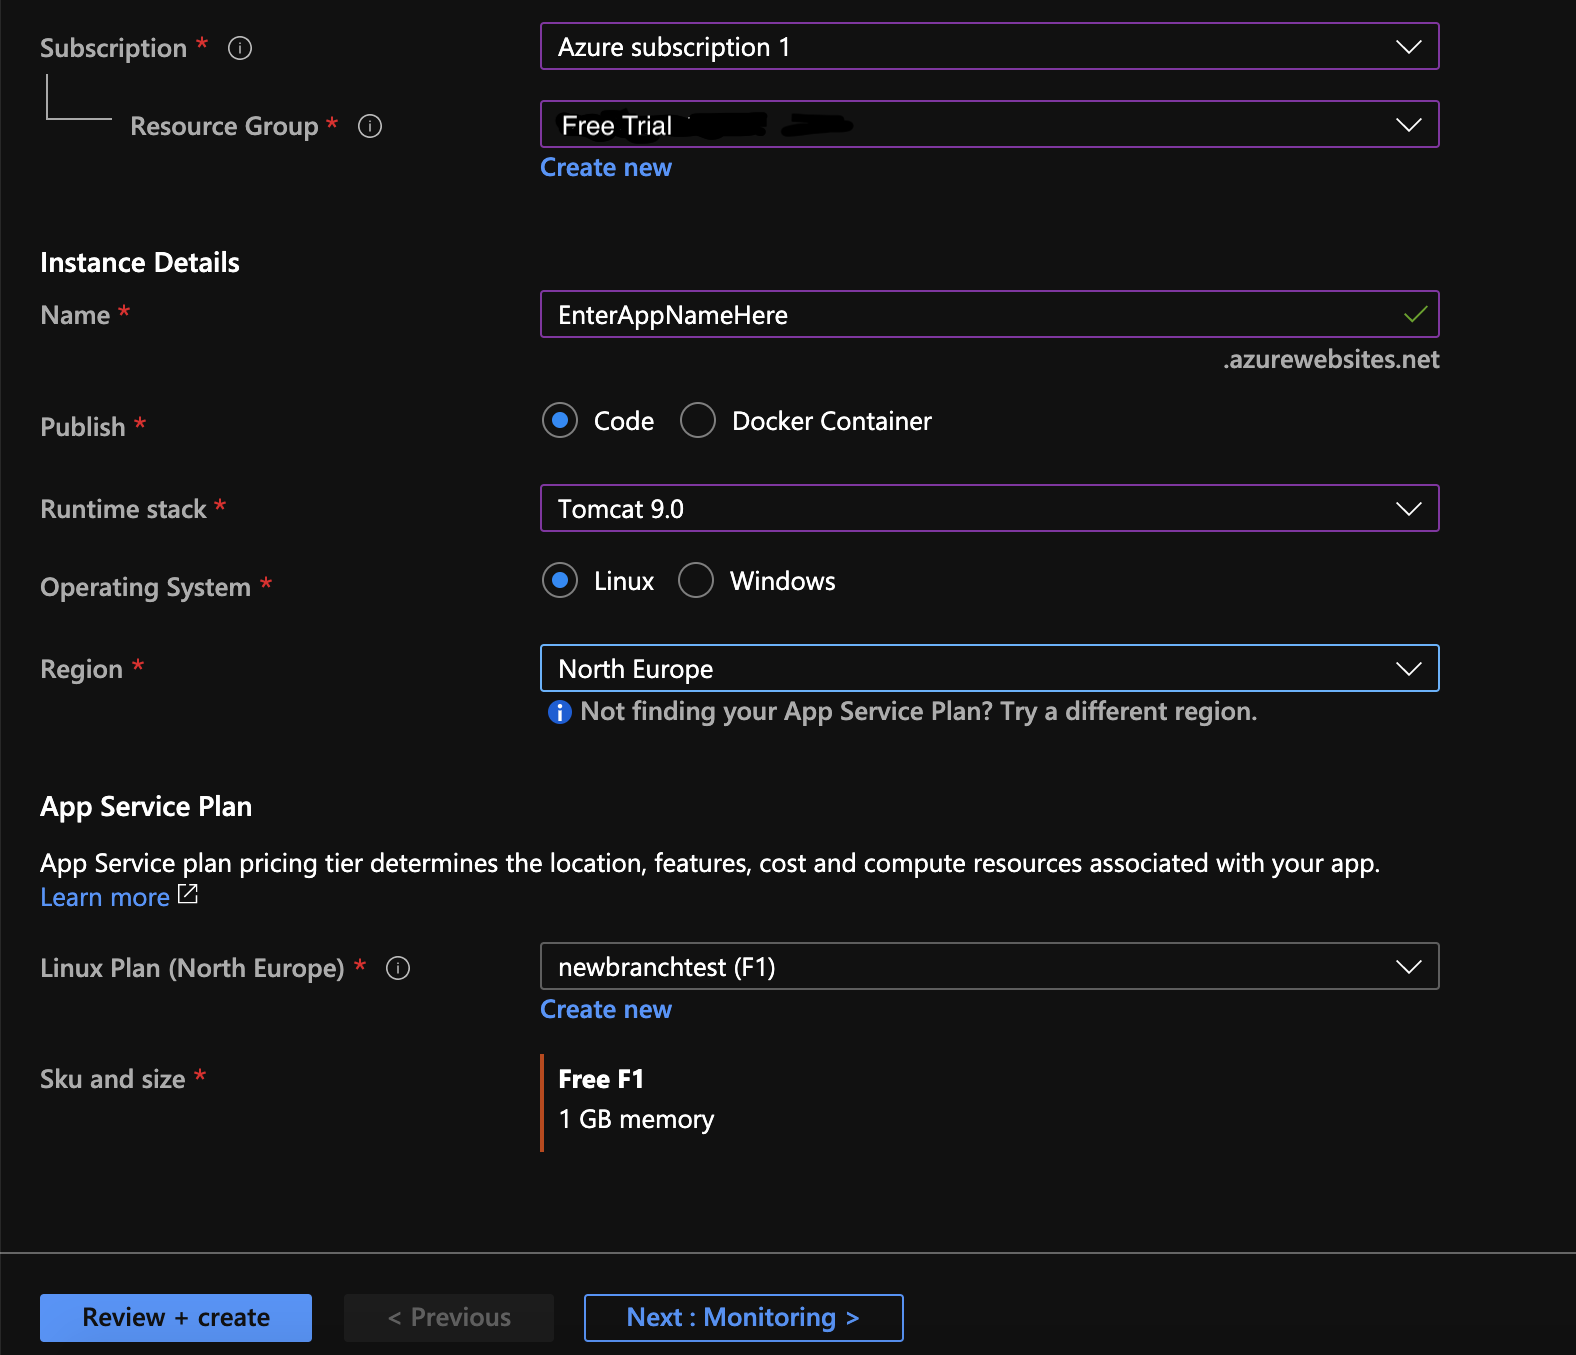 Subscription *
Azure subscription 1
Resource Group *
Free Trial
Create new
Instance Details
Name *
EnterAppNameHere
.azurewebsites.net
Publish *
Code
Docker Container
Runtime stack *
Tomcat 9.0
Operating System *
Linux
Windows
Region *
North Europe
Not finding your App Service Plan? Try a different region.
App Service Plan
App Service plan pricing tier determines the location, features, cost and compute resources associated with your app.
Learn more
Linux Plan (North Europe) *
newbranchtest (F1)
Create new
Sku and size *
Free F1
1 GB memory
Review + create
< Previous
Next : Monitoring >